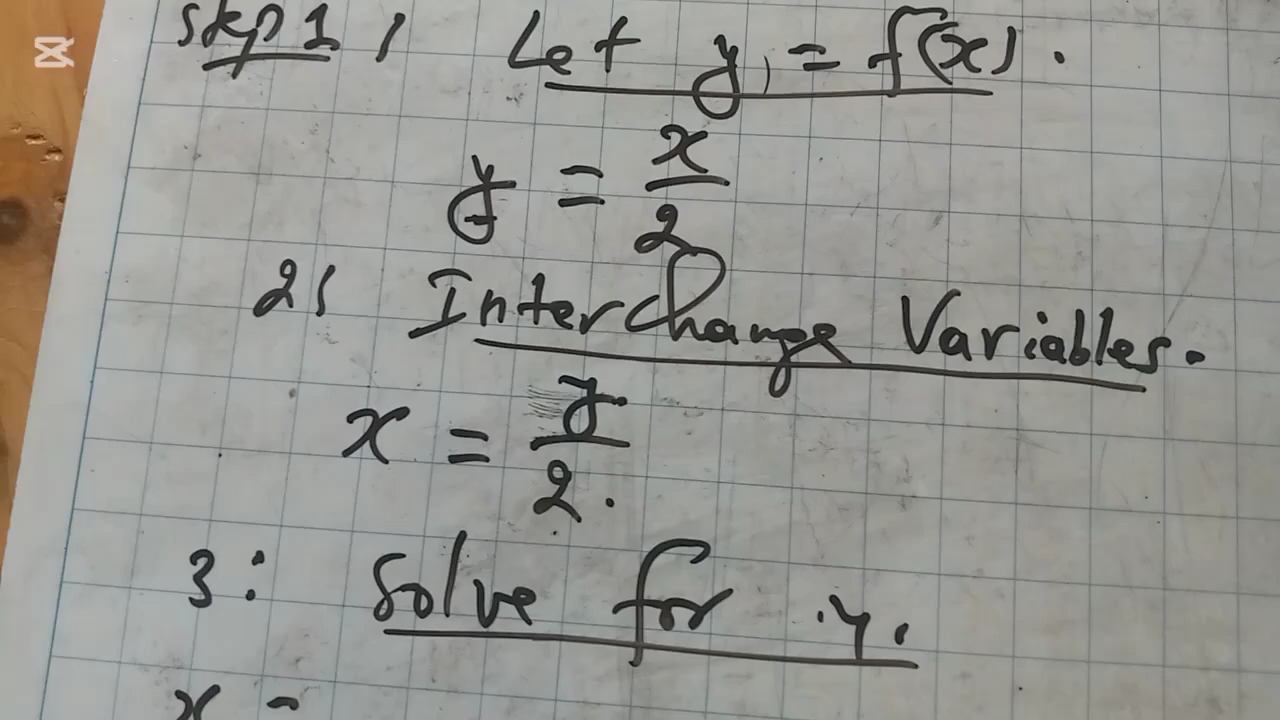 Step 1, Let y = f(x).
y = x/2
2, Interchange Variables.
x = y/2.
3: Solve for y.
x =